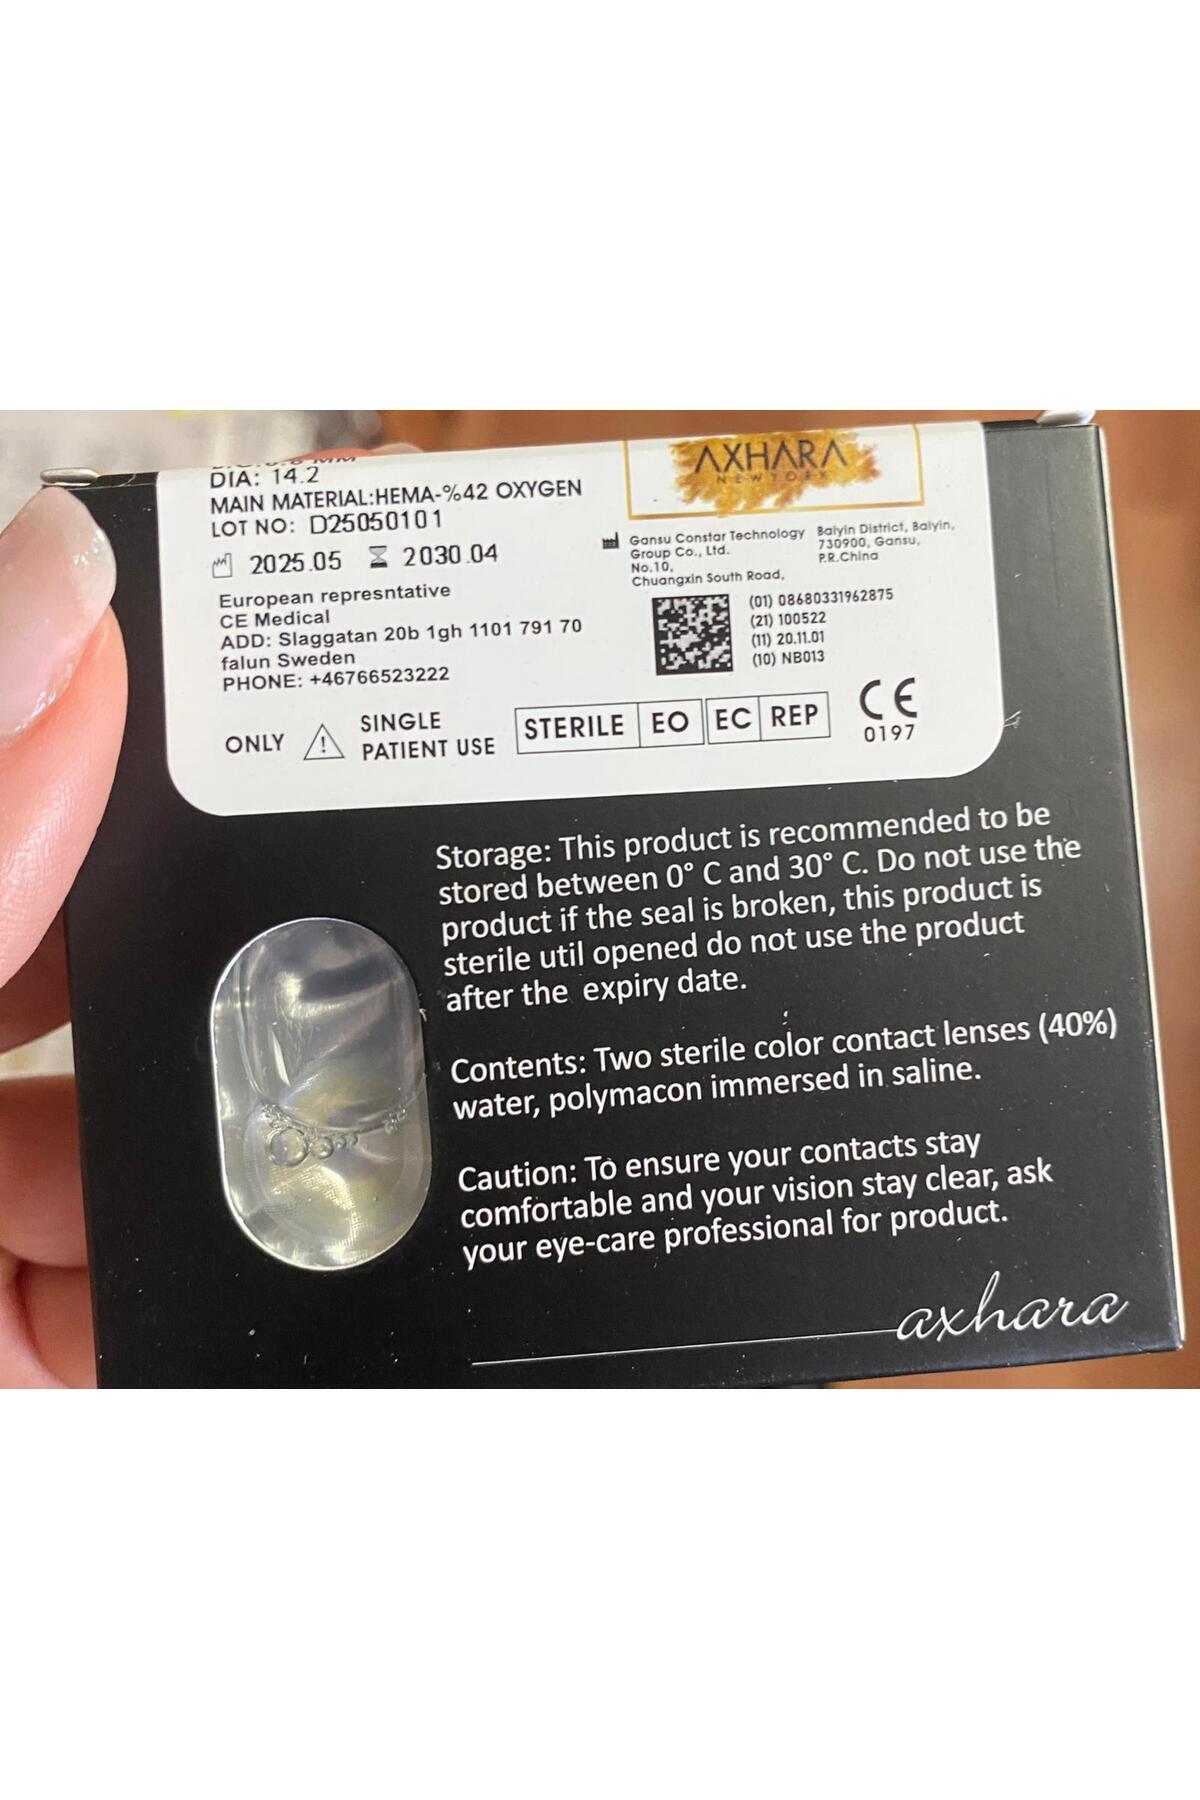 DIA: 14.2
MAIN MATERIAL:HEMA-%42 OXYGEN
LOT NO: D25050101
2025.05 2030.04
European represntative
CE Medical
ADD: Slaggatan 20b 1gh 1101 791 70
falun Sweden
PHONE: +46766523222
AXHARA
NEWYORK
Gansu Constar Technology
Group Co., Ltd.
No.10,
Chuangxin South Road,
Baiyin District, Baiyin,
730900, Gansu,
P.R.China
(01) 08680331962875
(21) 100522
(11) 20.11.01
(10) NB013
ONLY ! SINGLE
PATIENT USE
STERILE EO EC REP
CE
0197
Storage: This product is recommended to be
stored between 0° C and 30° C. Do not use the
product if the seal is broken, this product is
sterile util opened do not use the product
after the expiry date.
Contents: Two sterile color contact lenses (40%)
water, polymacon immersed in saline.
Caution: To ensure your contacts stay
comfortable and your vision stay clear, ask
your eye-care professional for product.
axhara